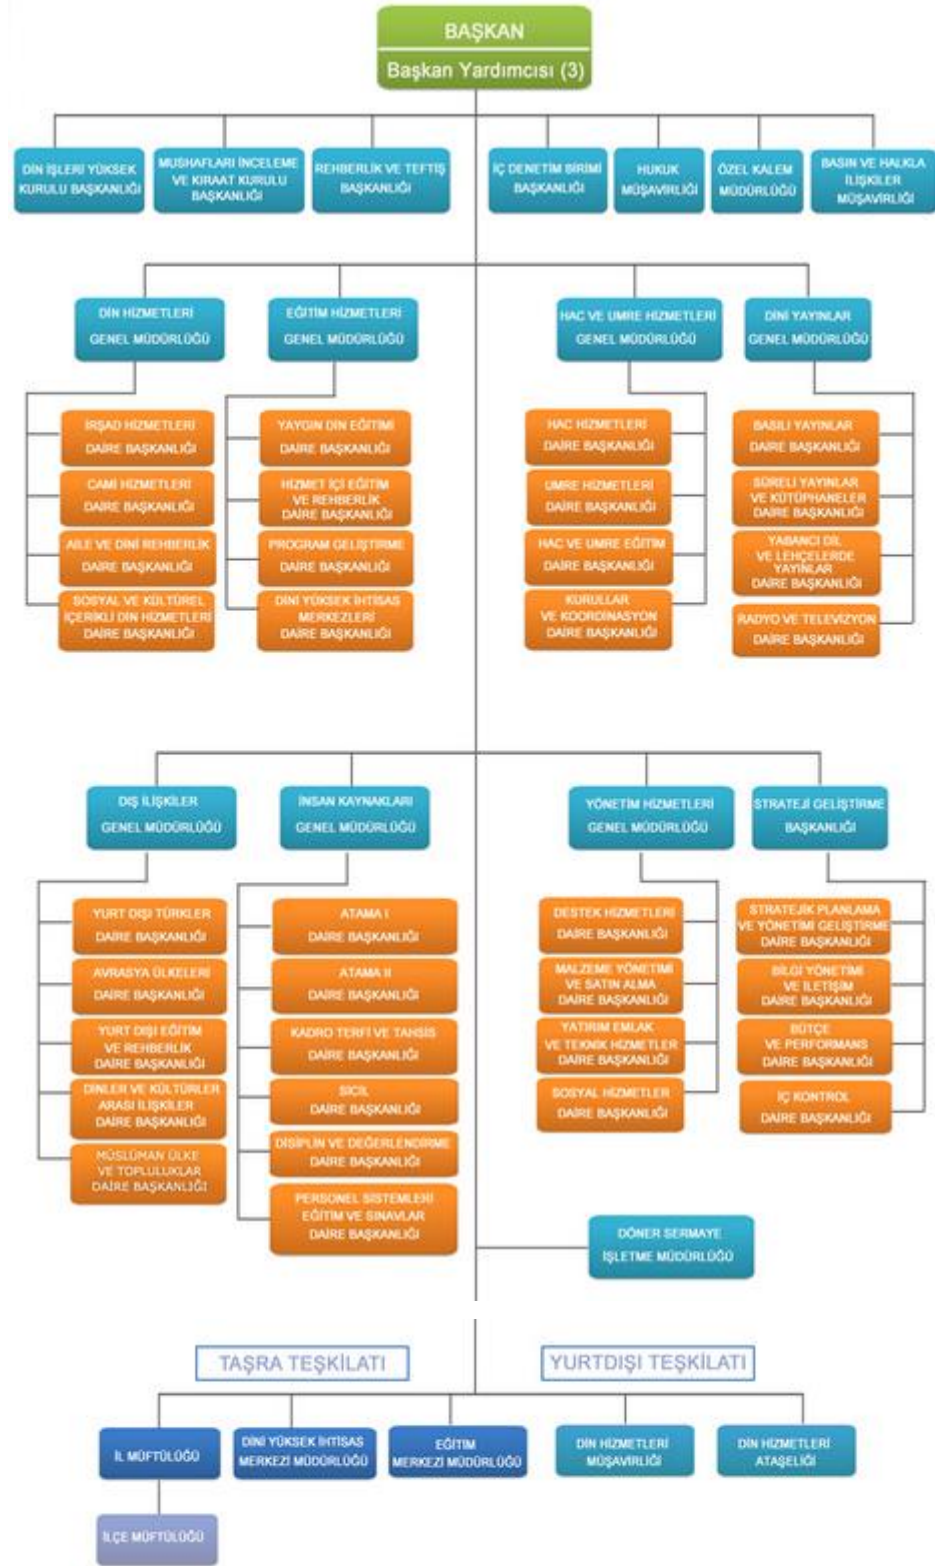 BAŞKAN
Başkan Yardımcısı (3)
DİN İŞLERİ YÜKSEK
KURULU BAŞKANLIĞI
MUSHAFLARI İNCELEME
VE KIRAAT KURULU
BAŞKANLIĞI
REHBERLİK VE TEFTİŞ
BAŞKANLIĞI
İÇ DENETİM BİRİMİ
BAŞKANLIĞI
HUKUK
MÜŞAVİRLİĞİ
ÖZEL KALEM
MÜDÜRLÜĞÜ
BASIN VE HALKLA
İLİŞKİLER
MÜŞAVİRLİĞİ
DİN HİZMETLERİ
GENEL MÜDÜRLÜĞÜ
İRŞAD HİZMETLERİ
DAİRE BAŞKANLIĞI
CAMİ HİZMETLERİ
DAİRE BAŞKANLIĞI
AİLE VE DİNİ REHBERLİK
DAİRE BAŞKANLIĞI
SOSYAL VE KÜLTÜREL
İÇERİKLİ DİN HİZMETLERİ
DAİRE BAŞKANLIĞI
EĞİTİM HİZMETLERİ
GENEL MÜDÜRLÜĞÜ
YAYGIN DİN EĞİTİMİ
DAİRE BAŞKANLIĞI
HİZMET İÇİ EĞİTİM
VE REHBERLİK
DAİRE BAŞKANLIĞI
PROGRAM GELİŞTİRME
DAİRE BAŞKANLIĞI
DİNİ YÜKSEK İHTİSAS
MERKEZLERİ
DAİRE BAŞKANLIĞI
HAC VE UMRE HİZMETLERİ
GENEL MÜDÜRLÜĞÜ
HAC HİZMETLERİ
DAİRE BAŞKANLIĞI
UMRE HİZMETLERİ
DAİRE BAŞKANLIĞI
HAC VE UMRE EĞİTİM
DAİRE BAŞKANLIĞI
KURULLAR
VE KOORDİNASYON
DAİRE BAŞKANLIĞI
DİNİ YAYINLAR
GENEL MÜDÜRLÜĞÜ
BASILI YAYINLAR
DAİRE BAŞKANLIĞI
SÜRELİ YAYINLAR
VE KÜTÜPHANELER
DAİRE BAŞKANLIĞI
YABANCI DİL
VE LEHÇELERDE
YAYINLAR
DAİRE BAŞKANLIĞI
RADYO VE TELEVİZYON
DAİRE BAŞKANLIĞI
DIŞ İLİŞKİLER
GENEL MÜDÜRLÜĞÜ
YURT DIŞI TÜRKLER
DAİRE BAŞKANLIĞI
AVRASYA ÜLKELERİ
DAİRE BAŞKANLIĞI
YURT DIŞI EĞİTİM
VE REHBERLİK
DAİRE BAŞKANLIĞI
DİNLER VE KÜLTÜRLER
ARASI İLİŞKİLER
DAİRE BAŞKANLIĞI
MÜSLÜMAN ÜLKE
VE TOPLULUKLAR
DAİRE BAŞKANLIĞI
İNSAN KAYNAKLARI
GENEL MÜDÜRLÜĞÜ
ATAMA I
DAİRE BAŞKANLIĞI
ATAMA II
DAİRE BAŞKANLIĞI
KADRO TERFİ VE TAHSİS
DAİRE BAŞKANLIĞI
SİCİL
DAİRE BAŞKANLIĞI
DİSİPLİN VE DEĞERLENDİRME
DAİRE BAŞKANLIĞI
PERSONEL SİSTEMLERİ
EĞİTİM VE SINAVLAR
DAİRE BAŞKANLIĞI
YÖNETİM HİZMETLERİ
GENEL MÜDÜRLÜĞÜ
DESTEK HİZMETLERİ
DAİRE BAŞKANLIĞI
MALZEME YÖNETİMİ
VE SATIN ALMA
DAİRE BAŞKANLIĞI
YATIRIM EMLAK
VE TEKNİK HİZMETLER
DAİRE BAŞKANLIĞI
SOSYAL HİZMETLER
DAİRE BAŞKANLIĞI
STRATEJİ GELİŞTİRME
BAŞKANLIĞI
STRATEJİK PLANLAMA
VE YÖNETİMİ GELİŞTİRME
DAİRE BAŞKANLIĞI
BİLGİ YÖNETİMİ
VE İLETİŞİM
DAİRE BAŞKANLIĞI
BÜTÇE
VE PERFORMANS
DAİRE BAŞKANLIĞI
İÇ KONTROL
DAİRE BAŞKANLIĞI
DÖNER SERMAYE
İŞLETME MÜDÜRLÜĞÜ
TAŞRA TEŞKİLATI
YURTDIŞI TEŞKİLATI
İL MÜFTÜLÜĞÜ
DİNİ YÜKSEK İHTİSAS
MERKEZİ MÜDÜRLÜĞÜ
EĞİTİM
MERKEZİ MÜDÜRLÜĞÜ
DİN HİZMETLERİ
MÜŞAVİRLİĞİ
DİN HİZMETLERİ
ATAŞELİĞİ
İLÇE MÜFTÜLÜĞÜ